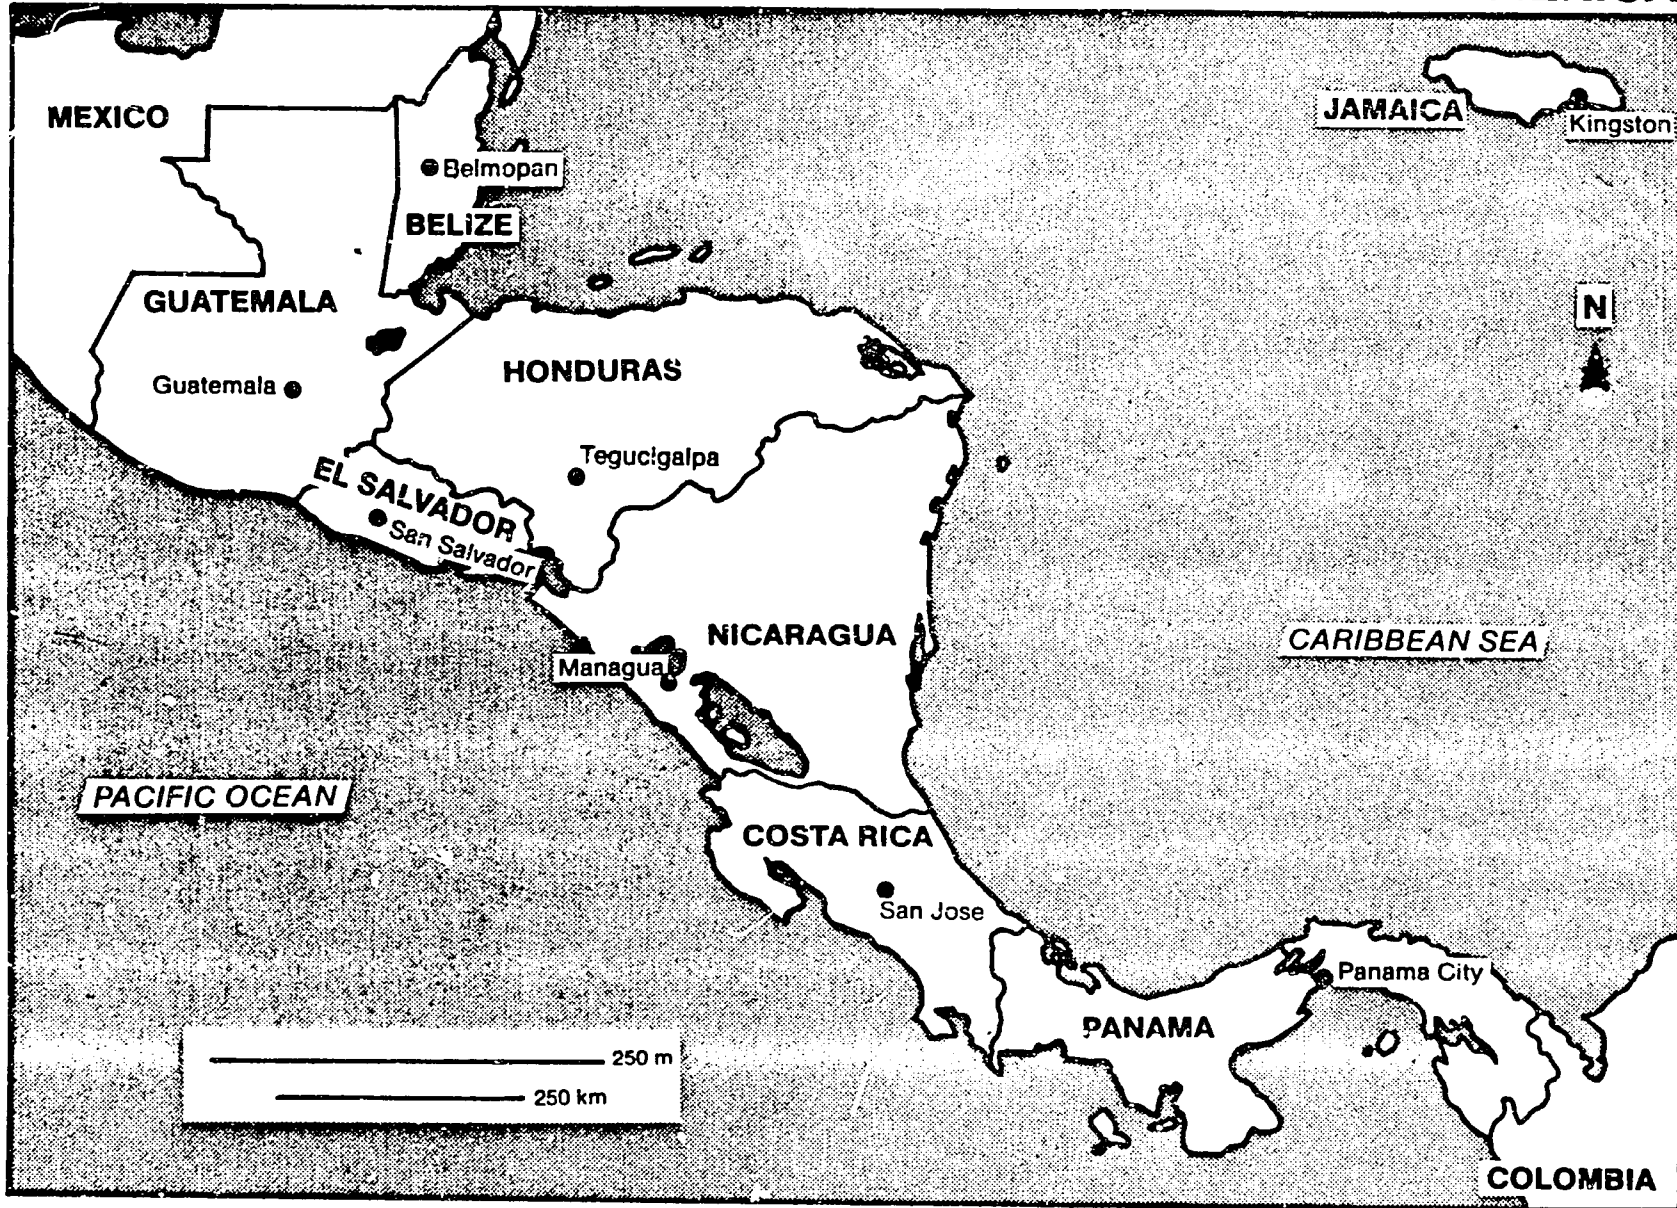 MEXICO
JAMAICA
Kingston
Belmopan
BELIZE
GUATEMALA
N
HONDURAS
Guatemala
Tegucigalpa
EL SALVADOR
San Salvador
NICARAGUA
CARIBBEAN SEA
Managua
PACIFIC OCEAN
COSTA RICA
San Jose
Panama City
PANAMA
250 m
250 km
COLOMBIA